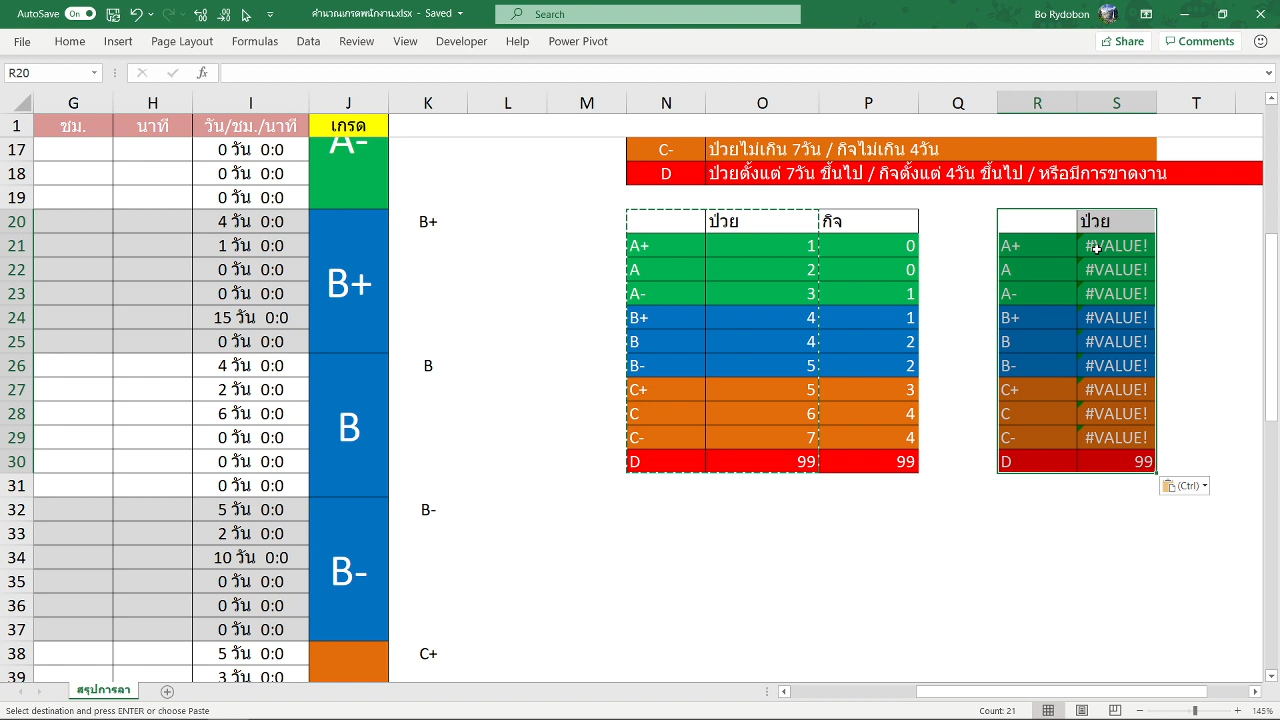 AutoSave On คำนวณเกรดพนักงาน.xlsx - Saved Search Bo Rydobon
File Home Insert Page Layout Formulas Data Review View Developer Help Power Pivot Share Comments
R20 fx
G H I J K L M N O P Q R S T
1 ชม. นาที วัน/ชม./นาที เกรด
17 0 วัน 0:0 A- C- ป่วยไม่เกิน 7วัน / กิจไม่เกิน 4วัน
18 0 วัน 0:0 D ป่วยตั้งแต่ 7วัน ขึ้นไป / กิจตั้งแต่ 4วัน ขึ้นไป / หรือมีการขาดงาน
19 0 วัน 0:0
20 4 วัน 0:0 B+ ป่วย กิจ ป่วย
21 1 วัน 0:0 A+ 1 0 A+ #VALUE!
22 0 วัน 0:0 A 2 0 A #VALUE!
23 0 วัน 0:0 B+ A- 3 1 A- #VALUE!
24 15 วัน 0:0 B+ 4 1 B+ #VALUE!
25 0 วัน 0:0 B 4 2 B #VALUE!
26 4 วัน 0:0 B B- 5 2 B- #VALUE!
27 2 วัน 0:0 C+ 5 3 C+ #VALUE!
28 6 วัน 0:0 B C 6 4 C #VALUE!
29 0 วัน 0:0 C- 7 4 C- #VALUE!
30 0 วัน 0:0 D 99 99 D 99
31 0 วัน 0:0 (Ctrl)
32 5 วัน 0:0 B-
33 2 วัน 0:0
34 10 วัน 0:0 B-
35 0 วัน 0:0
36 0 วัน 0:0
37 0 วัน 0:0
38 5 วัน 0:0 C+
39 3 วัน 0:0
สรุปการลา
Select destination and press ENTER or choose Paste Count: 21 145%